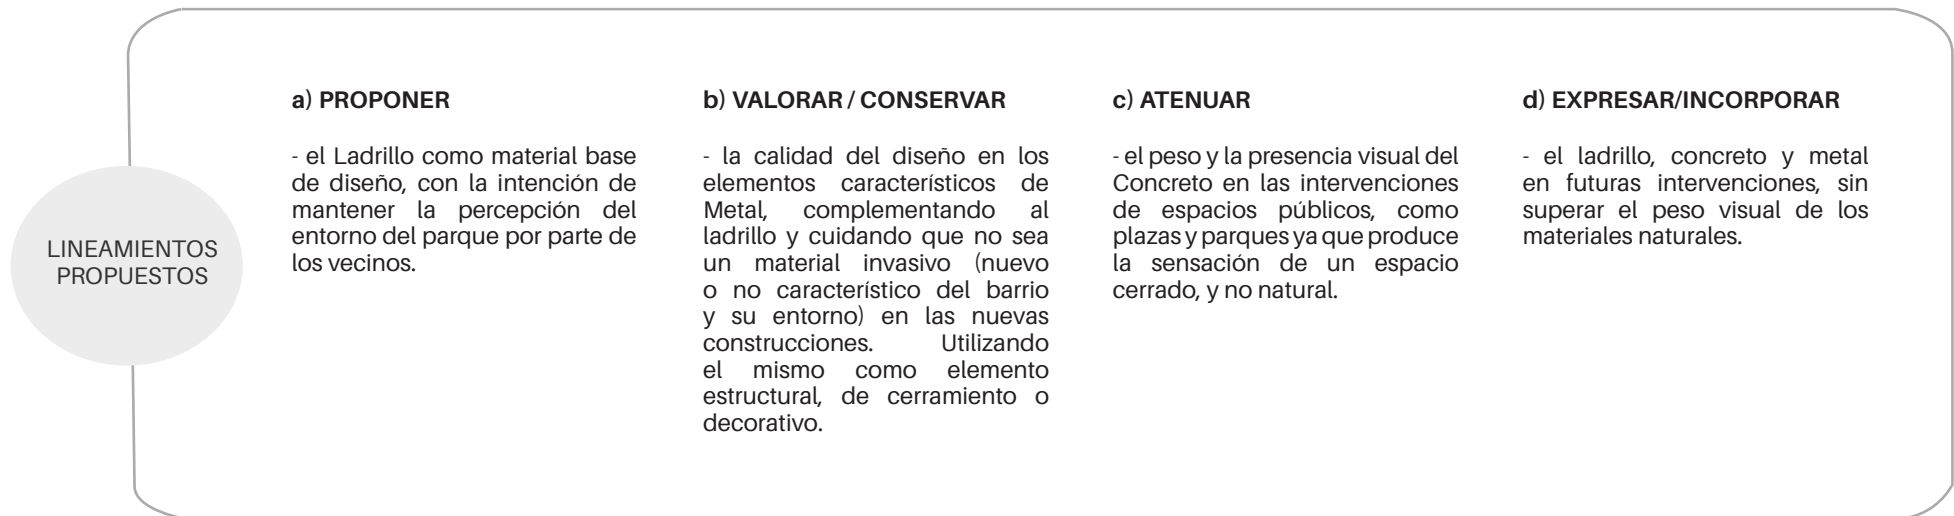 LINEAMIENTOS
PROPUESTOS
a) PROPONER
- el Ladrillo como material base
de diseño, con la intención de
mantener la percepción del
entorno del parque por parte de
los vecinos.
b) VALORAR / CONSERVAR
- la calidad del diseño en los
elementos característicos de
Metal, complementando al
ladrillo y cuidando que no sea
un material invasivo (nuevo
o no característico del barrio
y su entorno) en las nuevas
construcciones. Utilizando
el mismo como elemento
estructural, de cerramiento o
decorativo.
c) ATENUAR
- el peso y la presencia visual del
Concreto en las intervenciones
de espacios públicos, como
plazas y parques ya que produce
la sensación de un espacio
cerrado, y no natural.
d) EXPRESAR/INCORPORAR
- el ladrillo, concreto y metal
en futuras intervenciones, sin
superar el peso visual de los
materiales naturales.